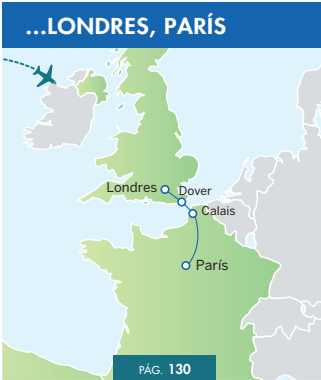 ...LONDRES, PARÍS
Londres
Dover
Calais
París
PÁG. 130